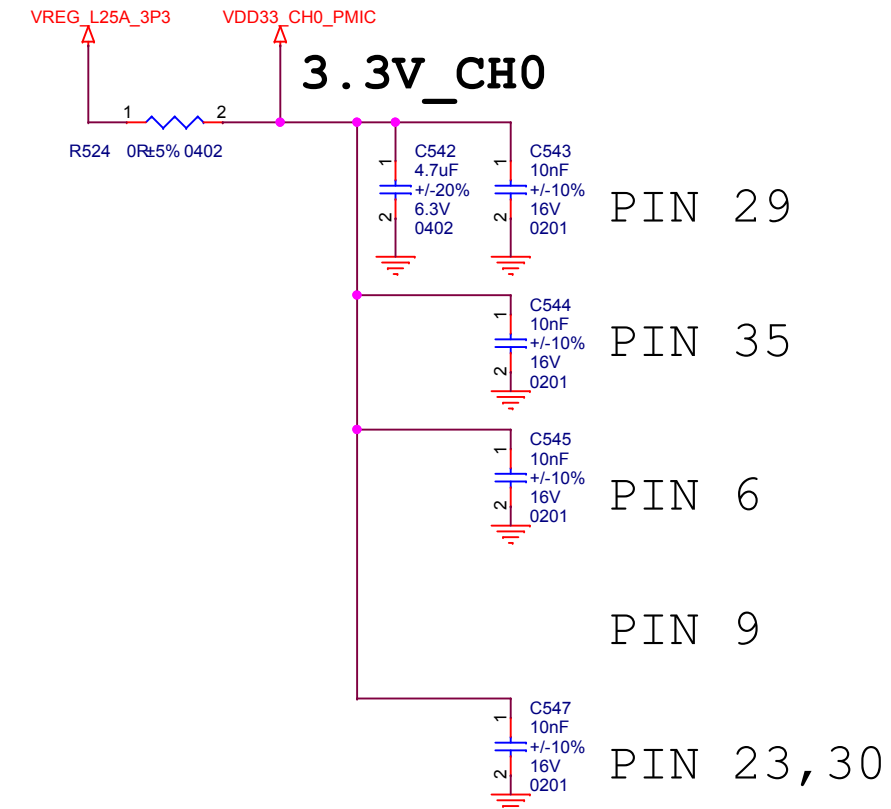 VREG_L25A_3P3
VDD33_CH0_PMIC
3.3V_CH0
1
2
R524 0R±5% 0402
1
2
C542
4.7uF
+/-20%
6.3V
0402
1
2
C543
10nF
+/-10%
16V
0201
PIN 29
1
2
C544
10nF
+/-10%
16V
0201
PIN 35
1
2
C545
10nF
+/-10%
16V
0201
PIN 6
PIN 9
1
2
C547
10nF
+/-10%
16V
0201
PIN 23,30